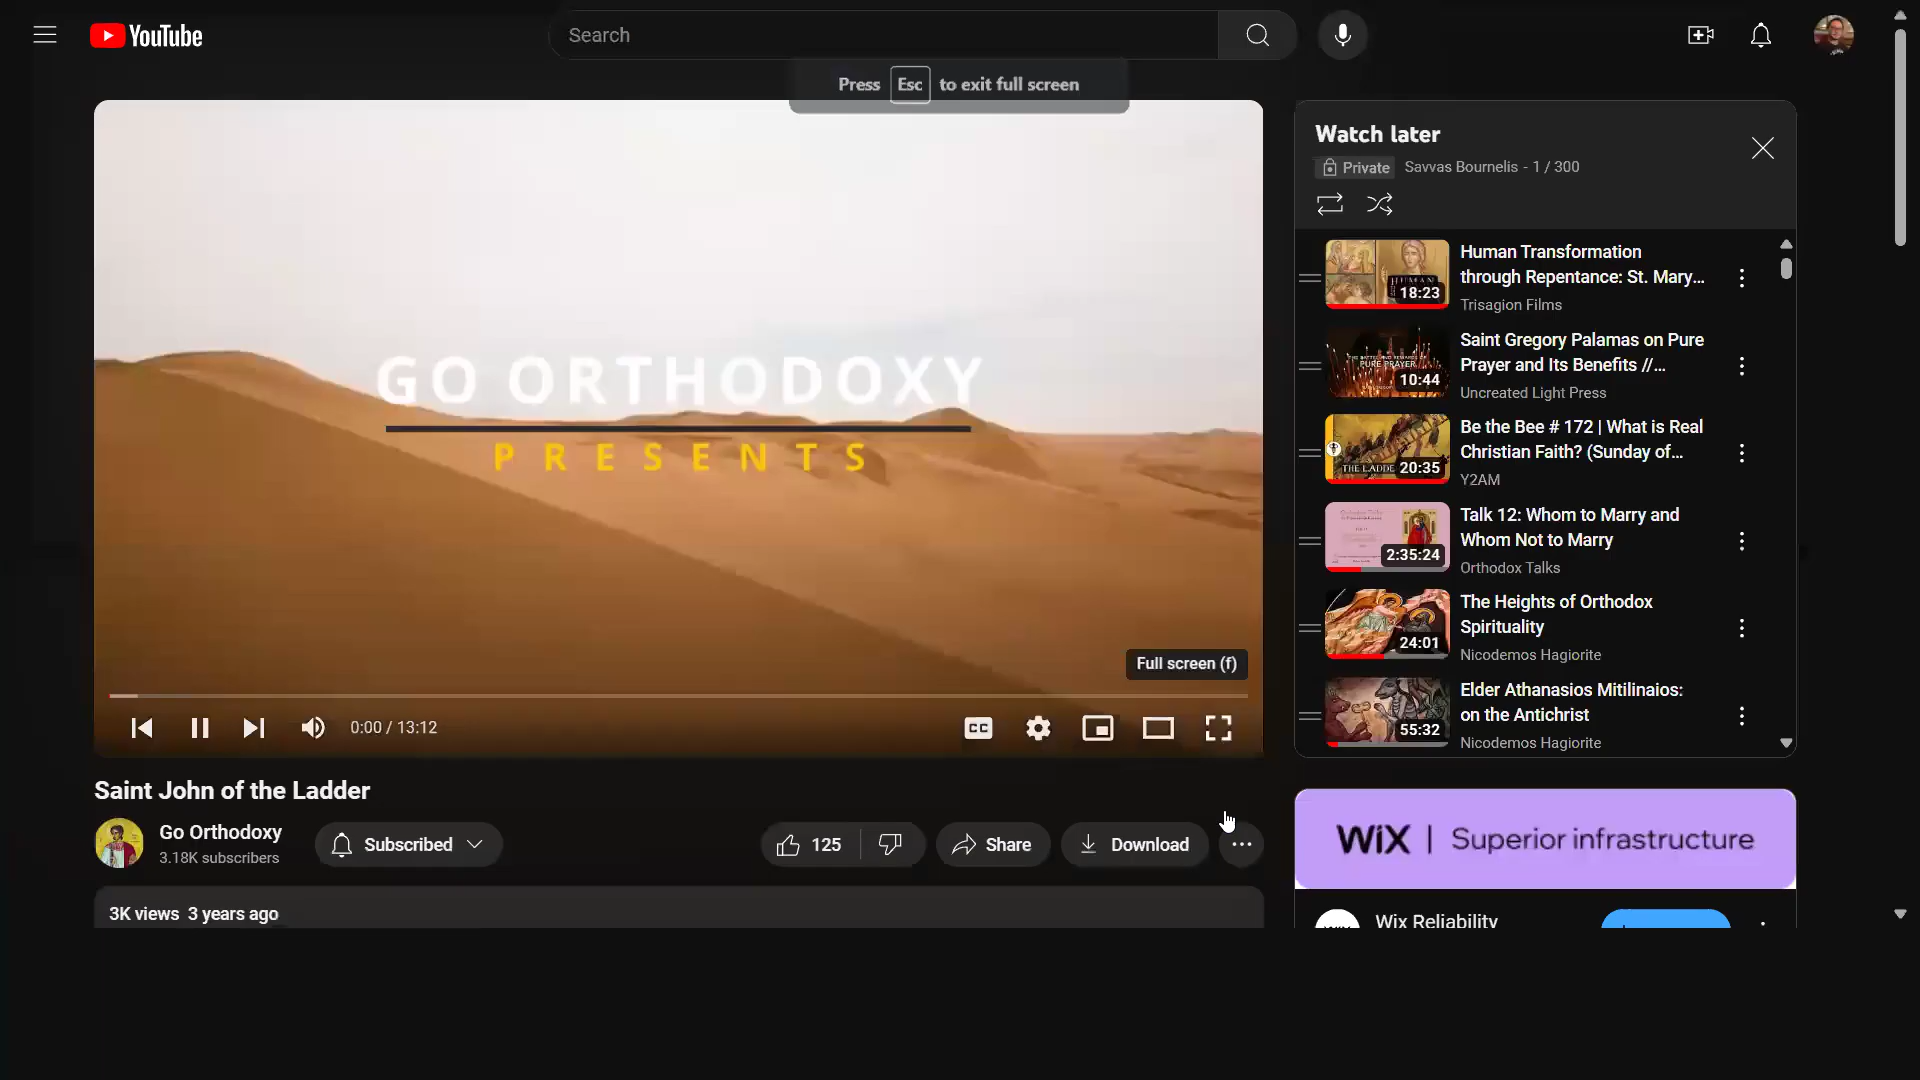 YouTube
Search
Press Esc to exit full screen
GO ORTHODOXY
PRESENTS
Full screen (f)
0:00 / 13:12
CC
Saint John of the Ladder
Go Orthodoxy
3.18K subscribers
Subscribed
125
Share
Download
3K views 3 years ago
Watch later
Private
Savvas Bournelis - 1 / 300
18:23
Human Transformation
through Repentance: St. Mary...
Trisagion Films
PURE PRAYER
10:44
Saint Gregory Palamas on Pure
Prayer and Its Benefits //...
Uncreated Light Press
THE LADDE
20:35
Be the Bee # 172 | What is Real
Christian Faith? (Sunday of...
Y2AM
2:35:24
Talk 12: Whom to Marry and
Whom Not to Marry
Orthodox Talks
24:01
The Heights of Orthodox
Spirituality
Nicodemos Hagiorite
55:32
Elder Athanasios Mitilinaios:
on the Antichrist
Nicodemos Hagiorite
WiX | Superior infrastructure
Wix Reliability